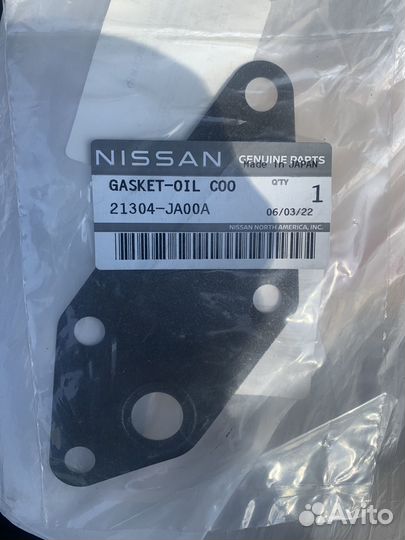 NISSAN GENUINE PARTS
Made in JAPAN
GASKET-OIL COO Q'TY 1
21304-JA00A 06/03/22
NISSAN NORTH AMERICA, INC.
Avito